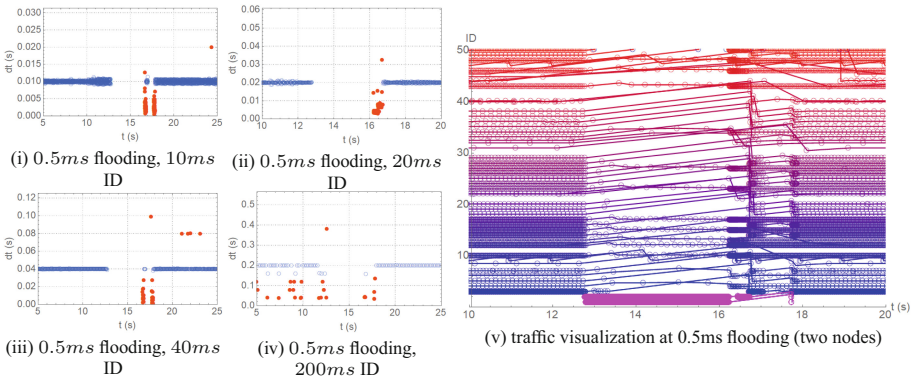 0.030
0.025
0.020
0.015
0.010
0.005
0.000
dt (s)
5 10 15 20 25
t (s)
(i) 0.5ms flooding, 10ms
ID
0.06
0.05
0.04
0.03
0.02
0.01
0.00
dt (s)
10 12 14 16 18 20
t (s)
(ii) 0.5ms flooding, 20ms
ID
0.12
0.10
0.08
0.06
0.04
0.02
0.00
dt (s)
5 10 15 20 25
t (s)
(iii) 0.5ms flooding, 40ms
ID
0.5
0.4
0.3
0.2
0.1
0.0
dt (s)
5 10 15 20 25
t (s)
(iv) 0.5ms flooding,
200ms ID
ID
50
40
30
20
10
10 12 14 16 18 20
t (s)
(v) traffic visualization at 0.5ms flooding (two nodes)